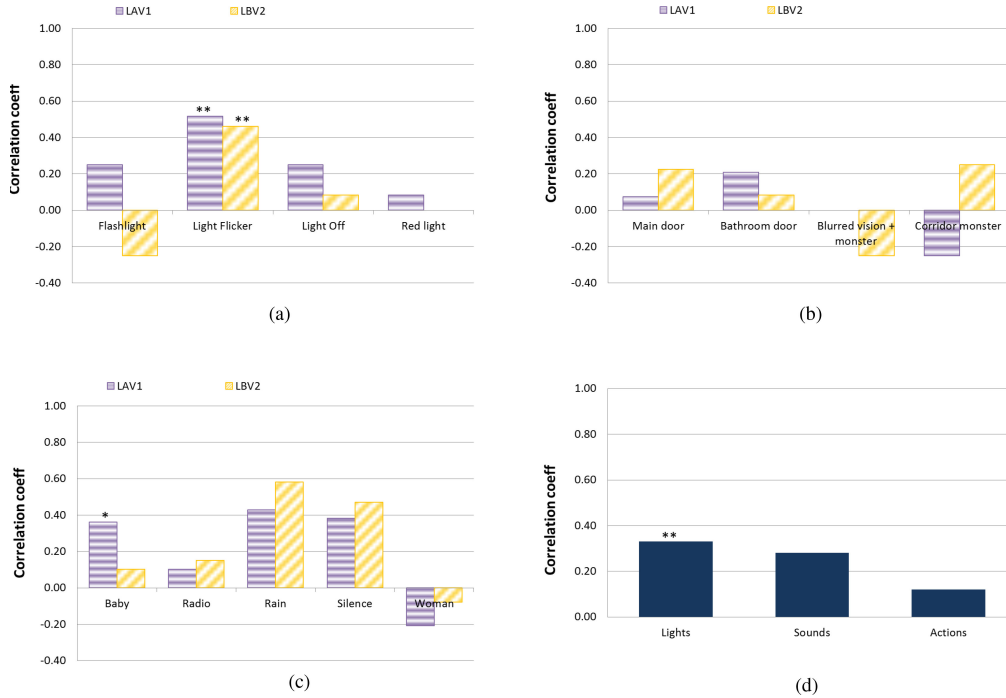 LAV1 LBV2
1.00
0.80
0.60
0.40
0.20
0.00
-0.20
-0.40
Correlation coeff
** **
Flashlight Light Flicker Light Off Red light
(a)
LAV1 LBV2
1.00
0.80
0.60
0.40
0.20
0.00
-0.20
-0.40
Correlation coeff
Main door Bathroom door Blurred vision + Corridor monster
monster
(b)
LAV1 LBV2
1.00
0.80
0.60
0.40
0.20
0.00
-0.20
-0.40
Correlation coeff
*
Baby Radio Rain Silence Woman
(c)
1.00
0.80
0.60
0.40
0.20
0.00
Correlation coeff
**
Lights Sounds Actions
(d)